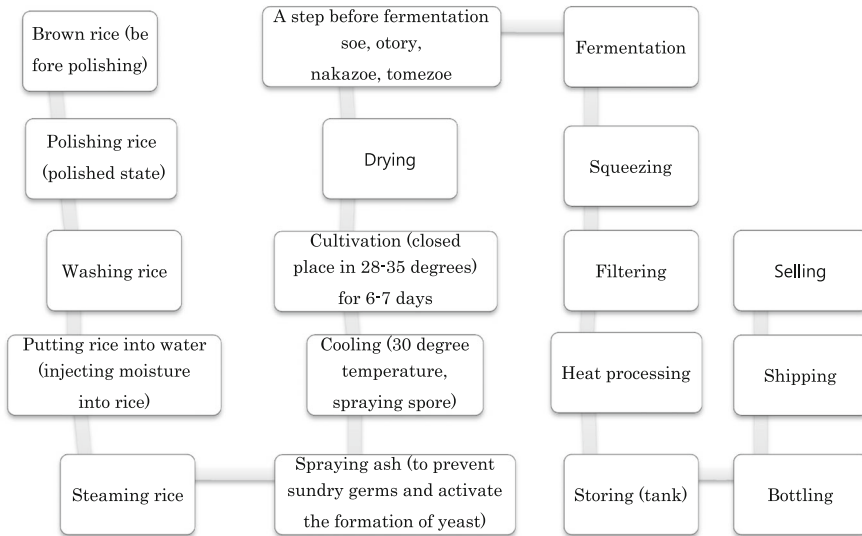 Brown rice (be
fore polishing)
Polishing rice
(polished state)
Washing rice
Putting rice into water
(injecting moisture
into rice)
Steaming rice
Spraying ash (to prevent
sundry germs and activate
the formation of yeast)
Cooling (30 degree
temperature,
spraying spore)
Cultivation (closed
place in 28-35 degrees)
for 6-7 days
Drying
A step before fermentation
soe, otory,
nakazoe, tomezoe
Fermentation
Squeezing
Filtering
Heat processing
Storing (tank)
Bottling
Shipping
Selling